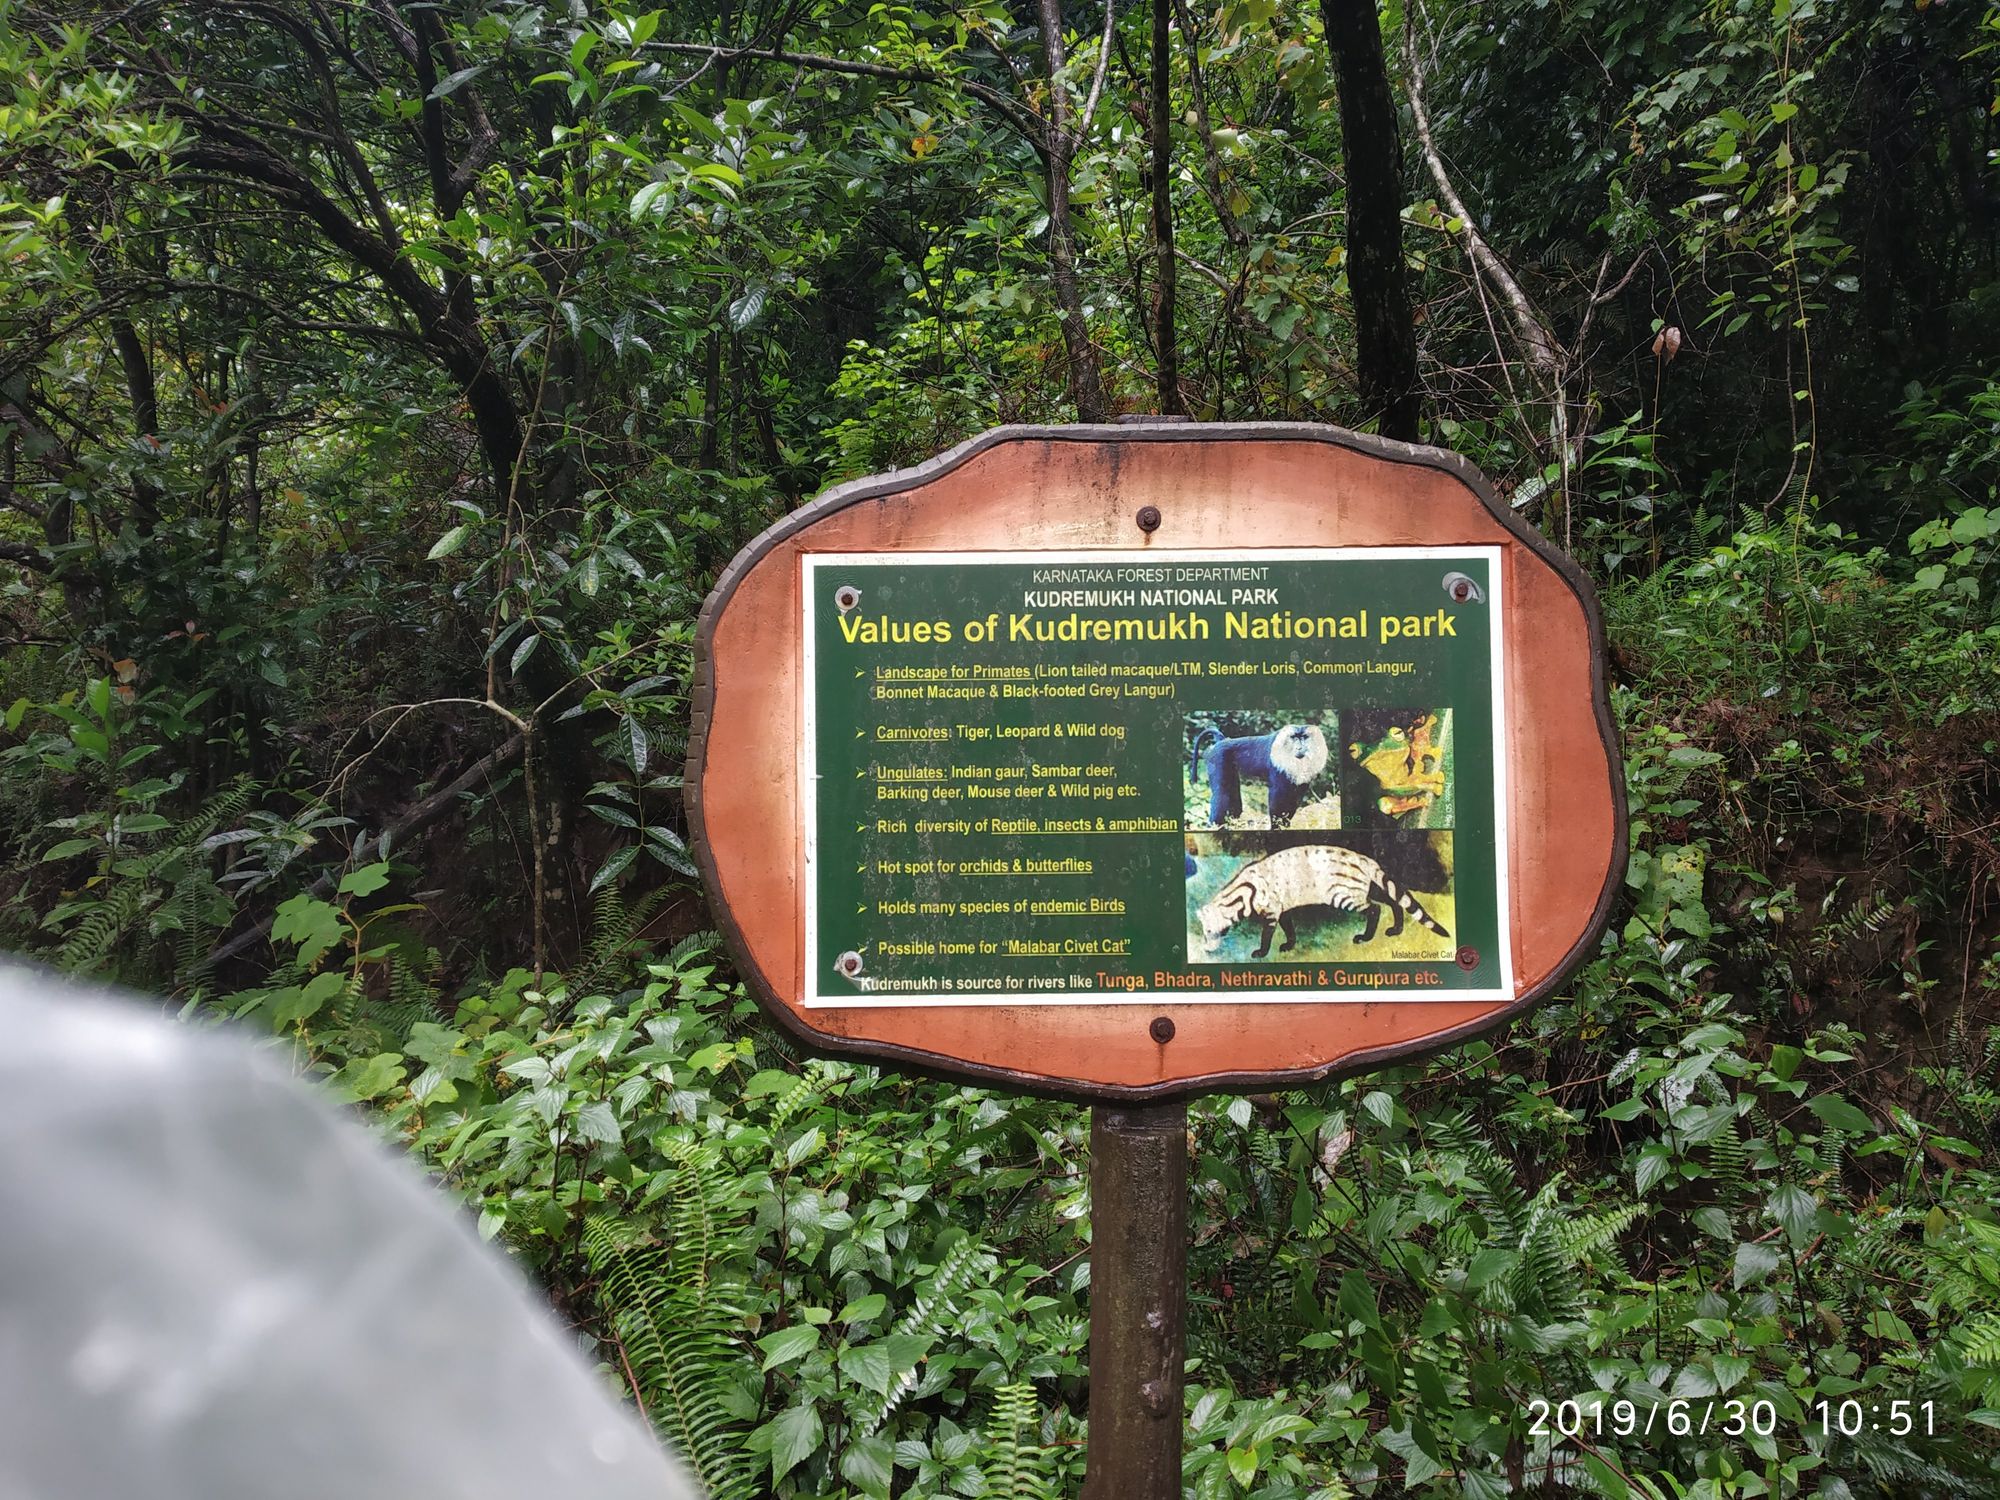 KARNATAKA FOREST DEPARTMENT
KUDREMUKH NATIONAL PARK
Values of Kudremukh National park
➢ Landscape for Primates (Lion tailed macaque/LTM, Slender Loris, Common Langur,
Bonnet Macaque & Black-footed Grey Langur)
➢ Carnivores: Tiger, Leopard & Wild dog
➢ Ungulates: Indian gaur, Sambar deer,
Barking deer, Mouse deer & Wild pig etc.
➢ Rich diversity of Reptile, insects & amphibian
➢ Hot spot for orchids & butterflies
➢ Holds many species of endemic Birds
➢ Possible home for “Malabar Civet Cat”
Malabar Civet Cat
Kudremukh is source for rivers like Tunga, Bhadra, Nethravathi & Gurupura etc.
2019/6/30 10:51